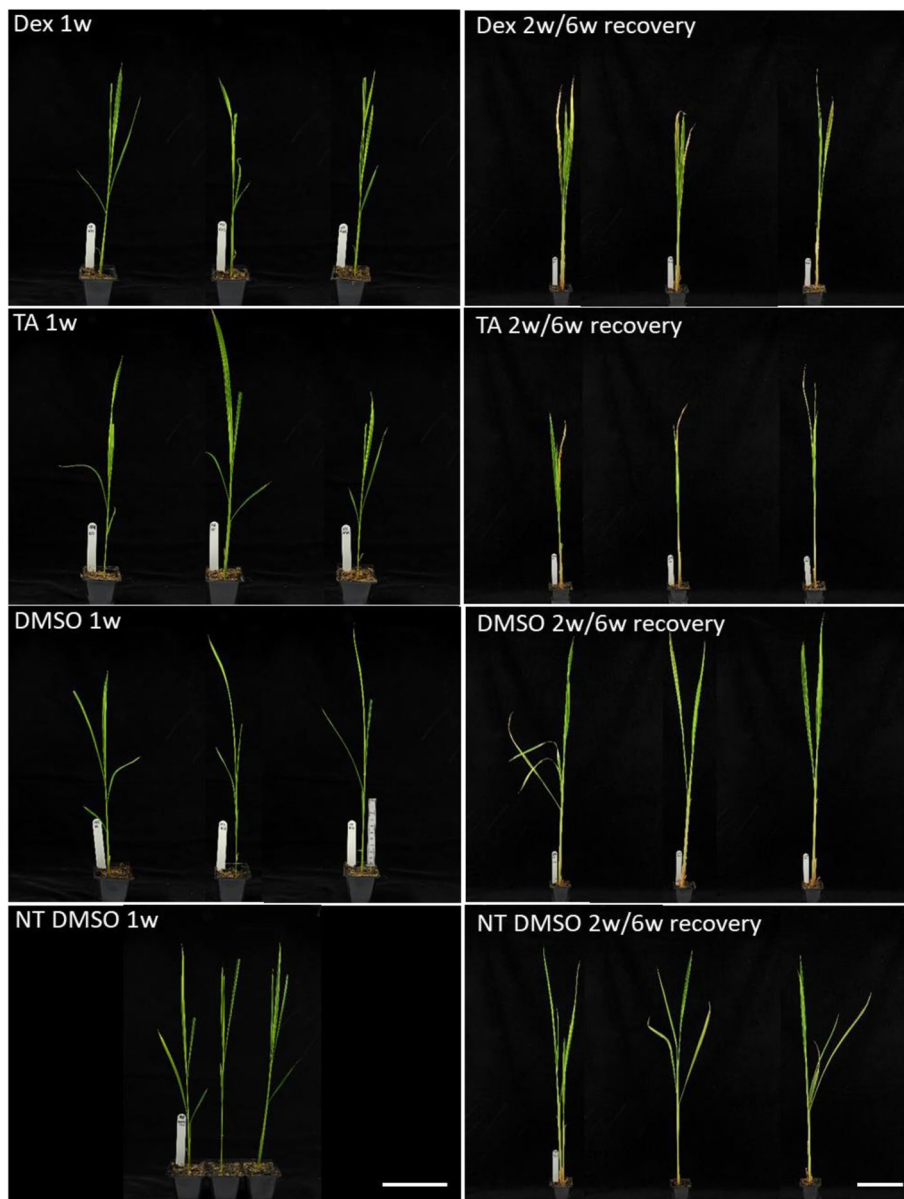 Dex 1w
Dex 2w/6w recovery
TA 1w
TA 2w/6w recovery
DMSO 1w
DMSO 2w/6w recovery
NT DMSO 1w
NT DMSO 2w/6w recovery